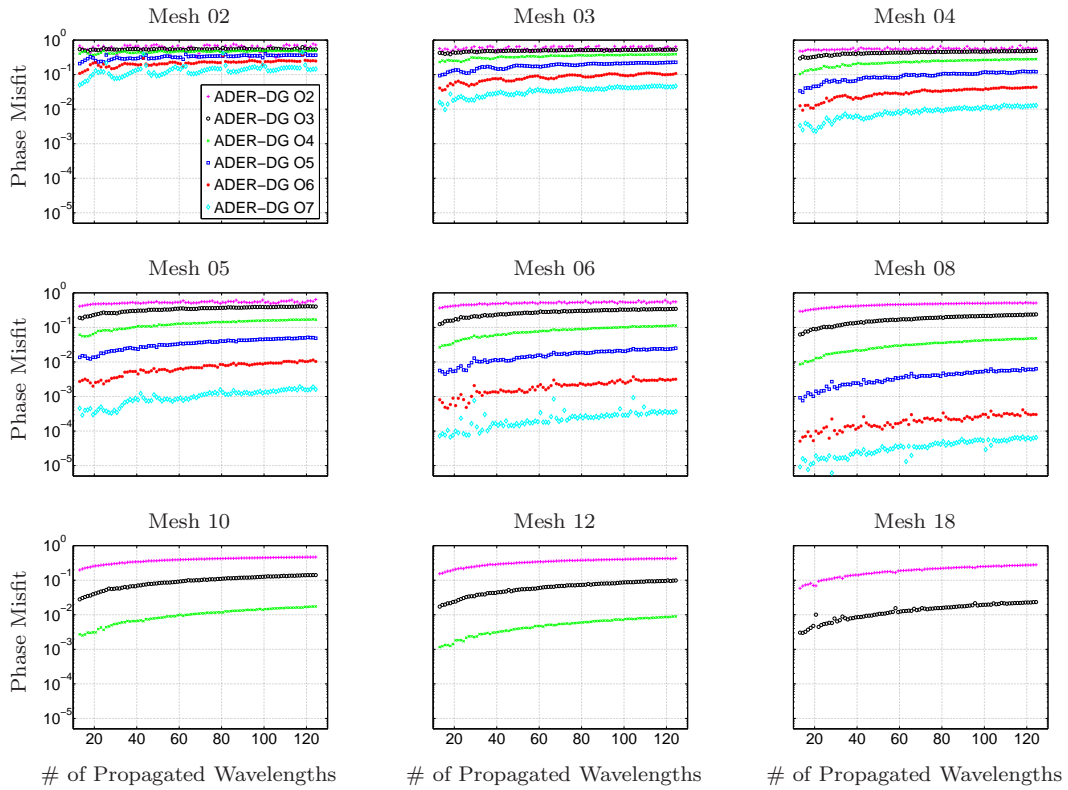 Mesh 02 Mesh 03 Mesh 04
Phase Misfit
10^0
10^-1
10^-2
10^-3
10^-4
10^-5
ADER-DG O2
ADER-DG O3
ADER-DG O4
ADER-DG O5
ADER-DG O6
ADER-DG O7
Mesh 05 Mesh 06 Mesh 08
Phase Misfit
10^0
10^-1
10^-2
10^-3
10^-4
10^-5
Mesh 10 Mesh 12 Mesh 18
Phase Misfit
10^0
10^-1
10^-2
10^-3
10^-4
10^-5
20 40 60 80 100 120 20 40 60 80 100 120 20 40 60 80 100 120
# of Propagated Wavelengths # of Propagated Wavelengths # of Propagated Wavelengths